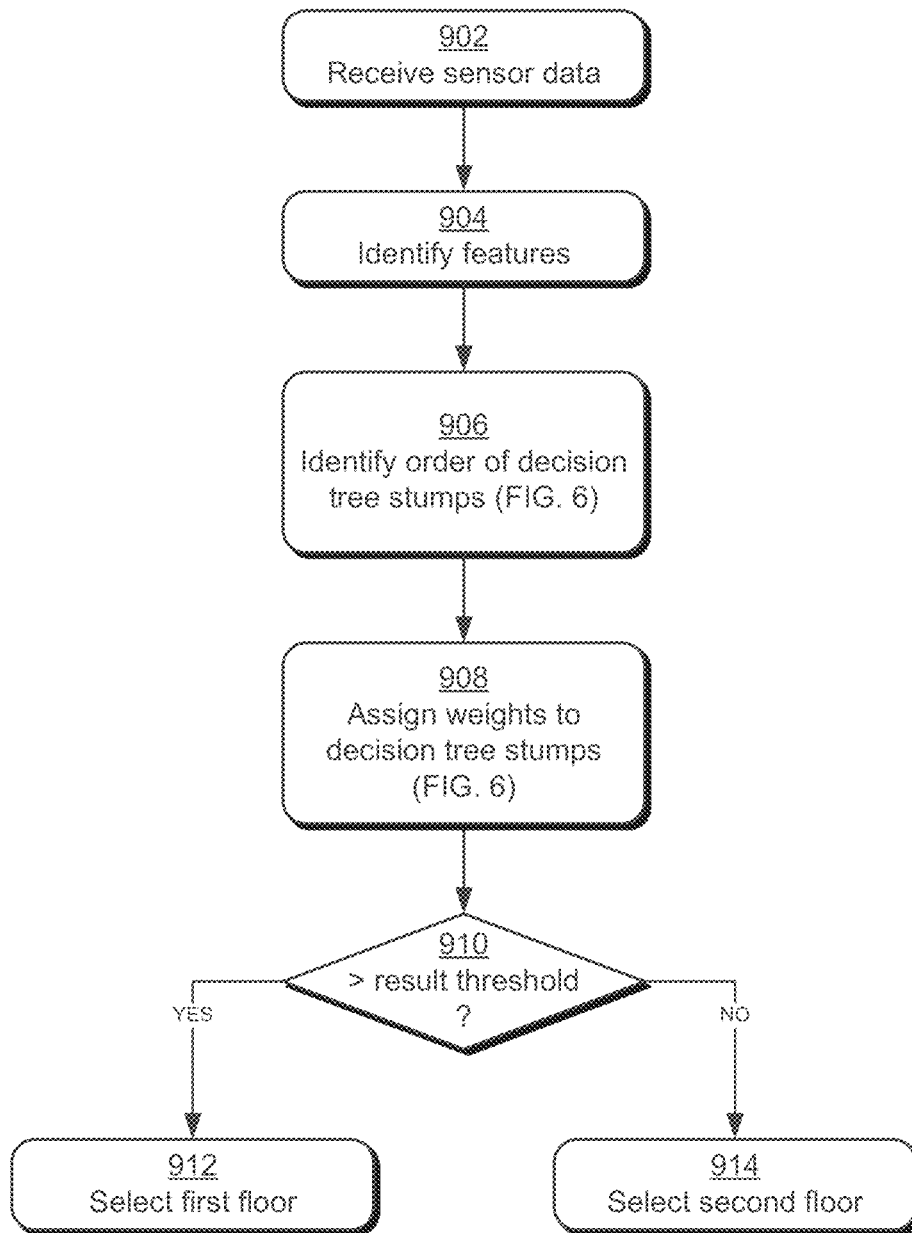 902
Receive sensor data
904
Identify features
906
Identify order of decision
tree stumps (FIG. 6)
908
Assign weights to
decision tree stumps
(FIG. 6)
910
> result threshold
?
YES
NO
912
Select first floor
914
Select second floor